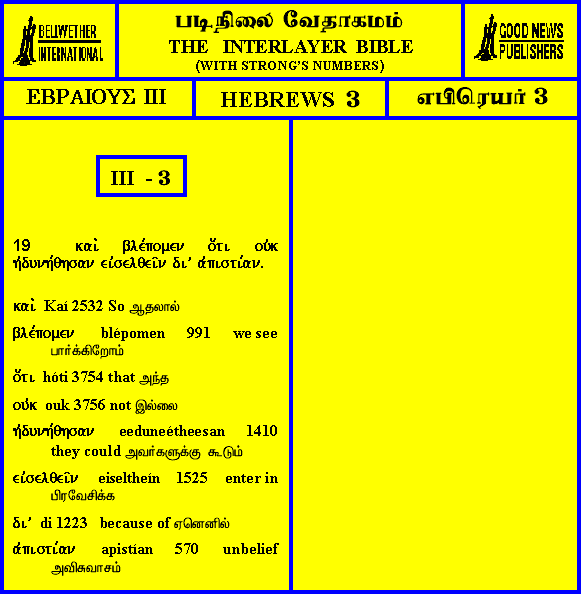 BELLWETHER
INTERNATIONAL
படிநிலை வேதாகமம்
THE INTERLAYER BIBLE
(WITH STRONG'S NUMBERS)
GOOD NEWS
PUBLISHERS
ΕΒΡΑΙΟΥΣ III
HEBREWS 3
எபிரெயர் 3
III - 3
19 καὶ βλέπομεν ὅτι οὐκ
ἠδυνήθησαν εἰσελθεῖν δι’ ἀπιστίαν.
καὶ Kaí 2532 So ஆதலால்
βλέπομεν blépomen 991 we see
பார்க்கிறோம்
ὅτι hóti 3754 that அந்த
οὐκ ouk 3756 not இல்லை
ἠδυνήθησαν eeduneétheesan 1410
they could அவர்களுக்கு கூடும்
εἰσελθεῖν eiseltheín 1525 enter in
பிரவேசிக்க
δι’ di 1223 because of ஏனெனில்
ἀπιστίαν apistían 570 unbelief
அவிசுவாசம்